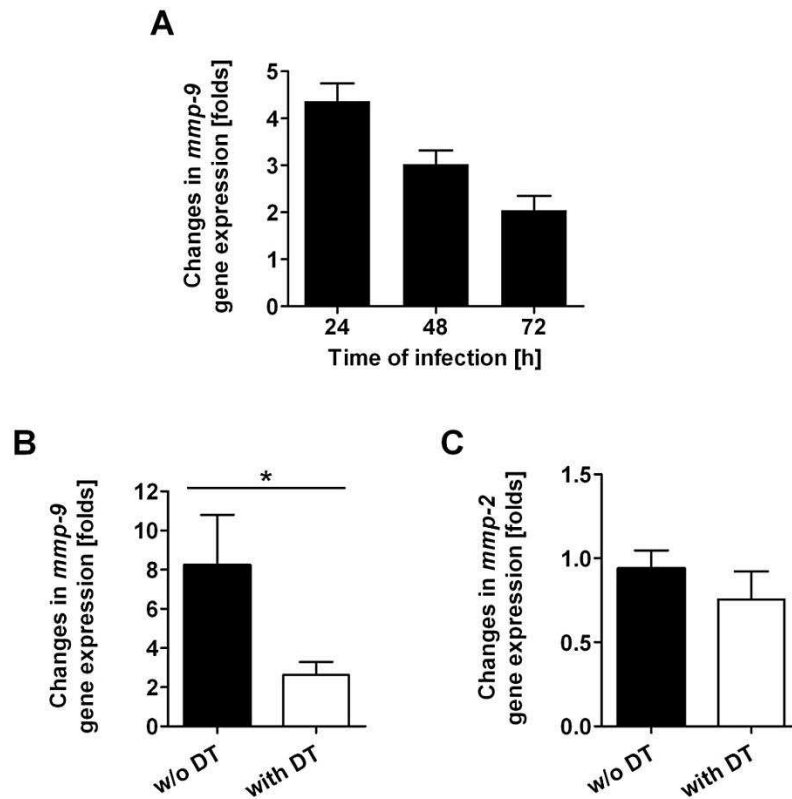 A
Changes in mmp-9
gene expression [folds]
5
4
3
2
1
0
24 48 72
Time of infection [h]
B
Changes in mmp-9
gene expression [folds]
12
10
8
6
4
2
0
*
w/o DT with DT
C
Changes in mmp-2
gene expression [folds]
1.5
1.0
0.5
0.0
w/o DT with DT